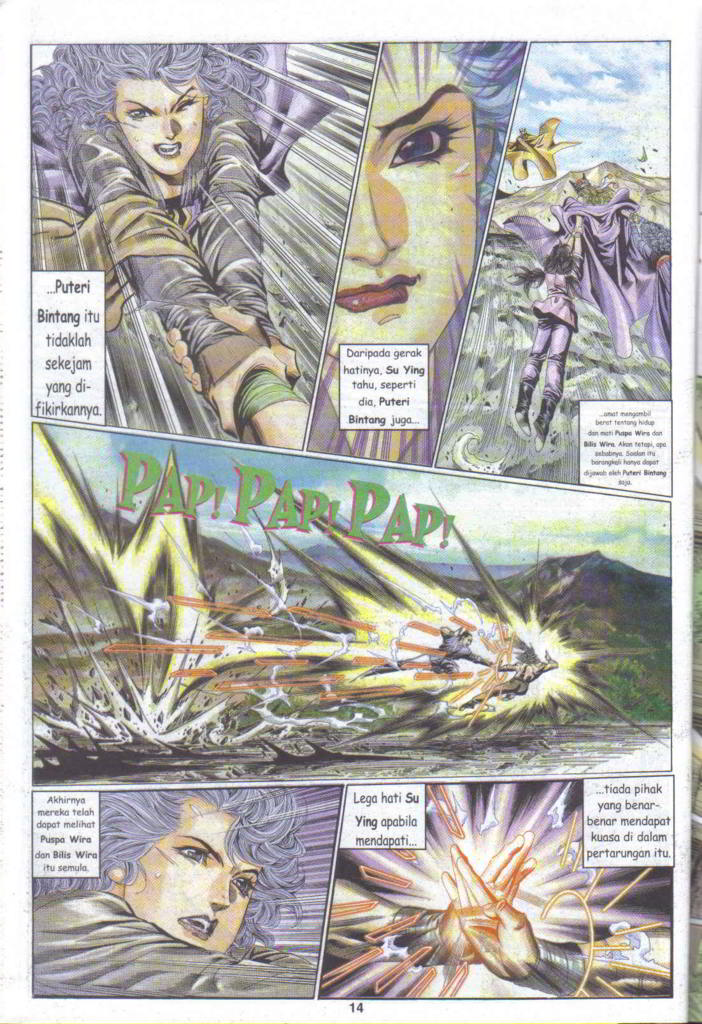 ...Puteri
Bintang itu
tidaklah
sekejam
yang di-
fikirkannya.
Daripada gerak
hatinya, Su Ying
tahu, seperti
dia, Puteri
Bintang juga...
...amat mengambil
berat tentang hidup
dan mati Puspa Wira dan
Bilis Wira. Akan tetapi, apa
sebabnya. Soalan itu
barangkali hanya dapat
dijawab oleh Puteri Bintang
saja.
PAP! PAP! PAP!
Akhirnya
mereka telah
dapat melihat
Puspa Wira
dan Bilis Wira
itu semula.
Lega hati Su
Ying apabila
mendapati...
...tiada pihak
yang benar-
benar mendapat
kuasa di dalam
pertarungan itu.
14